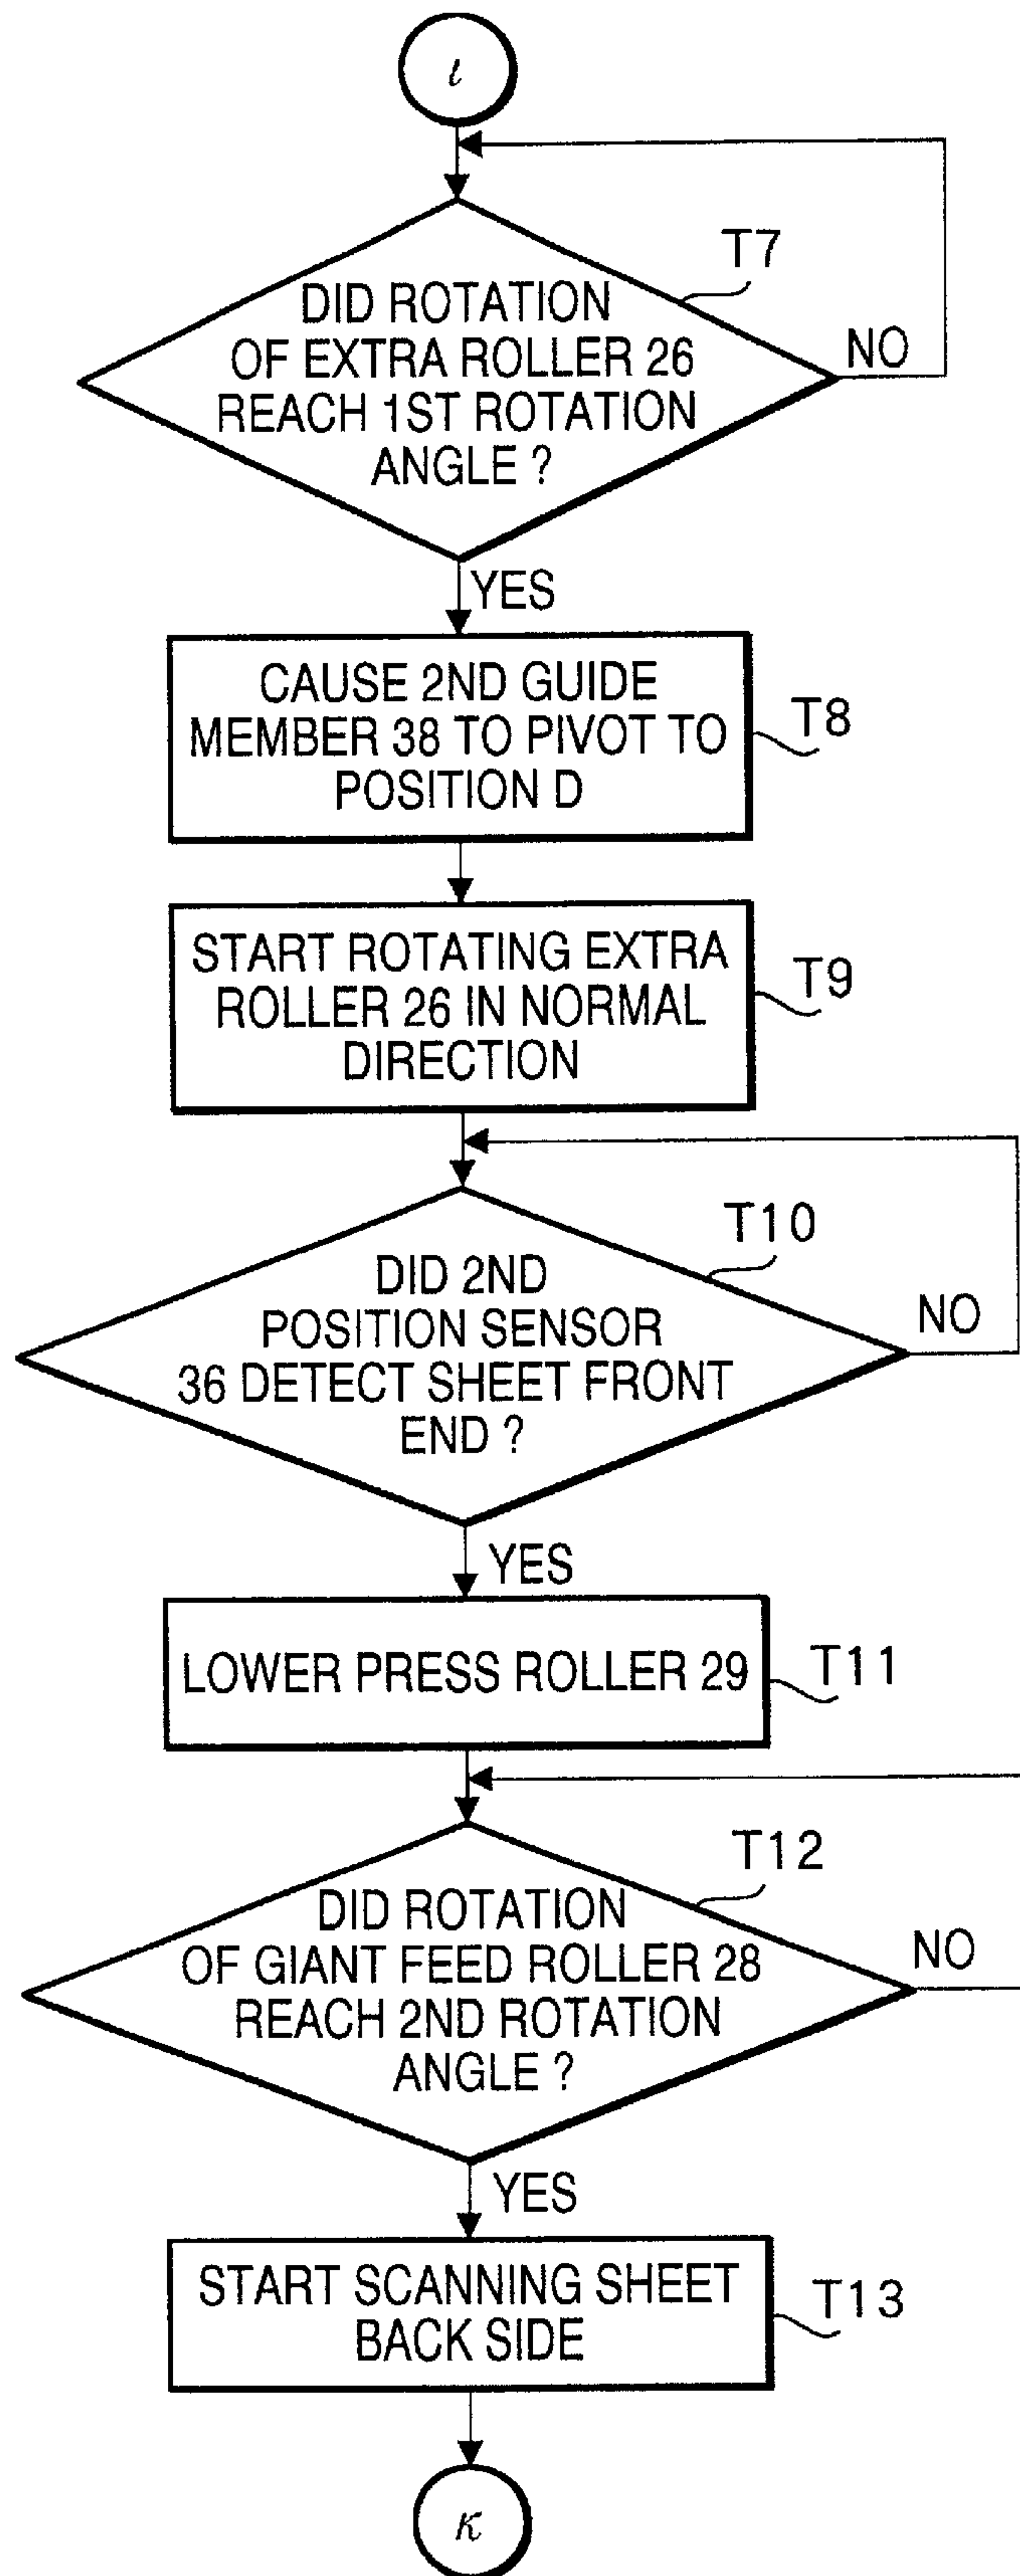 ι
T7
DID ROTATION
OF EXTRA ROLLER 26
REACH 1ST ROTATION
ANGLE ?
NO
YES
CAUSE 2ND GUIDE
MEMBER 38 TO PIVOT TO
POSITION D
T8
START ROTATING EXTRA
ROLLER 26 IN NORMAL
DIRECTION
T9
T10
DID 2ND
POSITION SENSOR
36 DETECT SHEET FRONT
END ?
NO
YES
LOWER PRESS ROLLER 29
T11
T12
DID ROTATION
OF GIANT FEED ROLLER 28
REACH 2ND ROTATION
ANGLE ?
NO
YES
START SCANNING SHEET
BACK SIDE
T13
κ